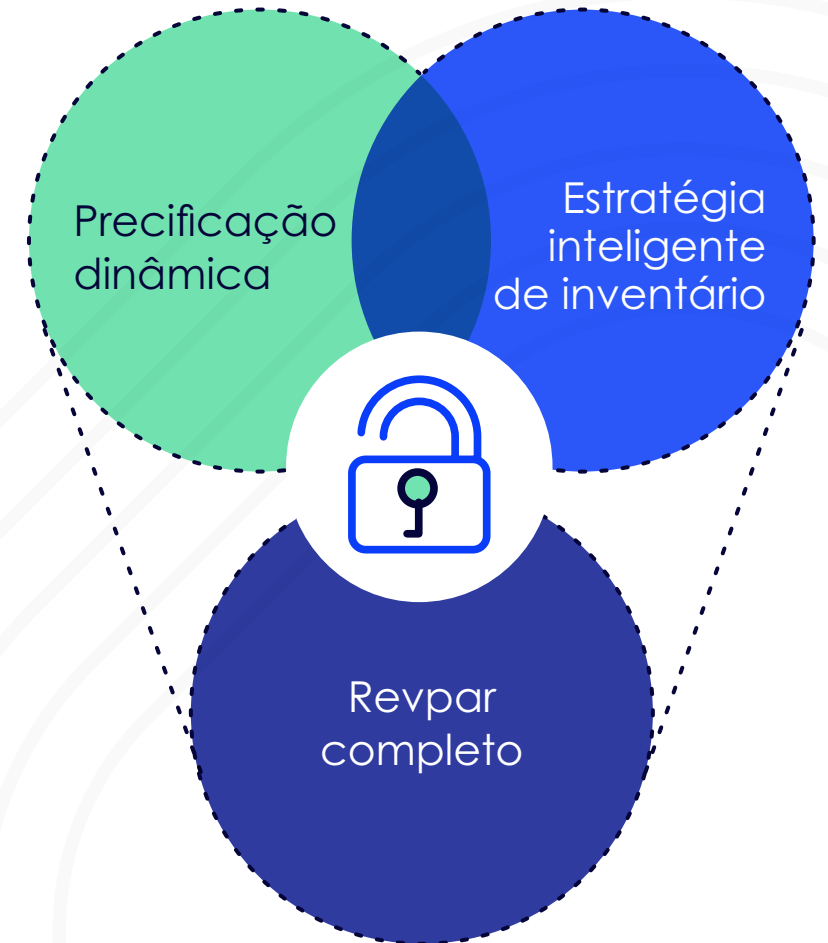 Precificação
dinâmica
Estratégia
inteligente
de inventário
Revpar
completo